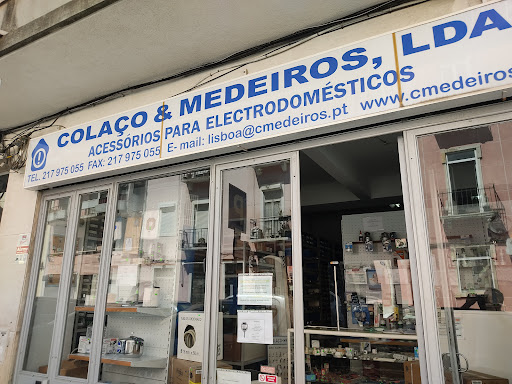 COLAÇO & MEDEIROS, LDA
ACESSÓRIOS PARA ELECTRODOMÉSTICOS
TEL. 217 975 055 FAX: 217 975 055 E- mail: lisboa@cmedeiros.pt www.cmedeiros